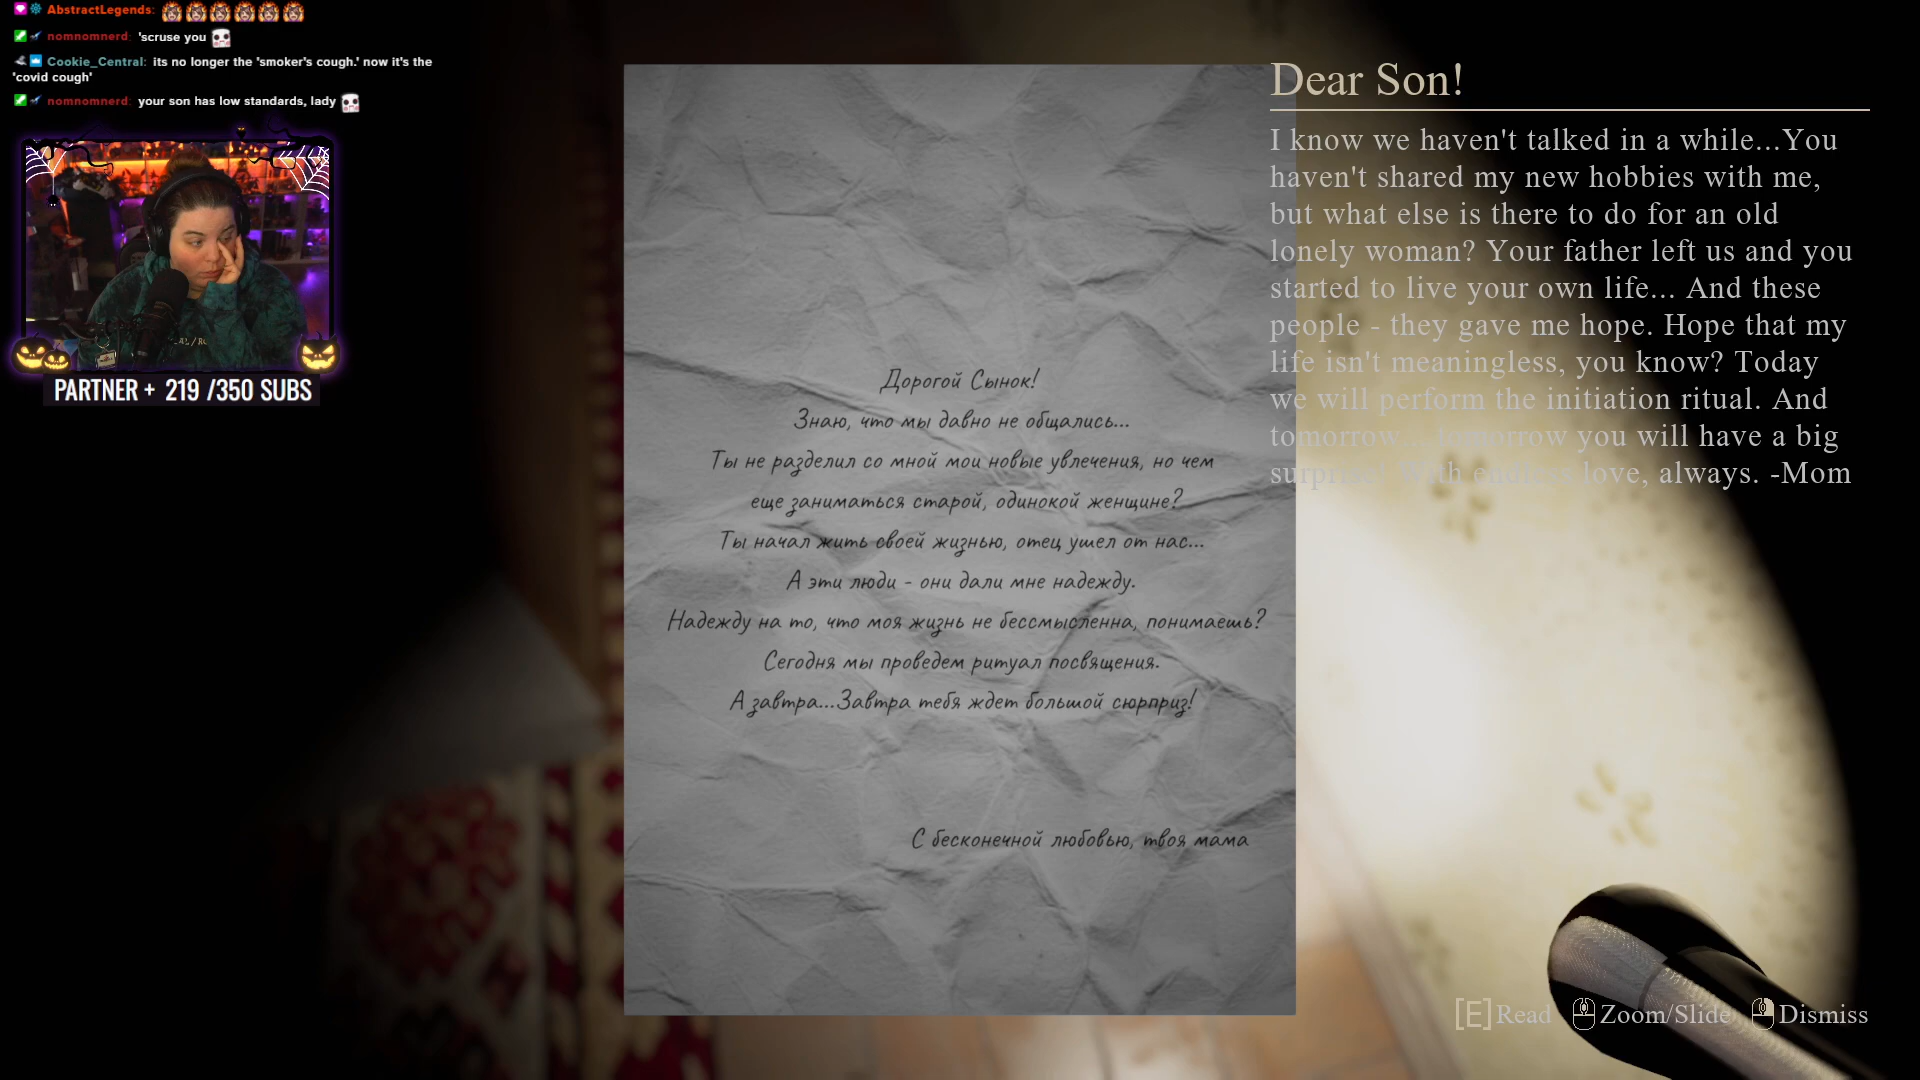 AbstractLegends:
nomnomnerd: 'scruse you
Cookie_Central: its no longer the 'smoker's cough.' now it's the
'covid cough'
nomnomnerd: your son has low standards, lady
PARTNER + 219 /350 SUBS
Дорогой Сынок!
Знаю, что мы давно не общались...
Ты не разделил со мной мои новые увлечения, но чем
еще заниматься старой, одинокой женщине?
Ты начал жить своей жизнью, отец ушел от нас...
А эти люди - они дали мне надежду.
Надежду на то, что моя жизнь не бессмысленна, понимаешь?
Сегодня мы проведем ритуал посвящения.
А завтра...Завтра тебя ждет большой сюрприз!
С бесконечной любовью, твоя мама
Dear Son!
I know we haven't talked in a while...You
haven't shared my new hobbies with me,
but what else is there to do for an old
lonely woman? Your father left us and you
started to live your own life... And these
people - they gave me hope. Hope that my
life isn't meaningless, you know? Today
we will perform the initiation ritual. And
tomorrow... tomorrow you will have a big
surprise! With endless love, always. -Mom
[E] Read Zoom/Slide Dismiss